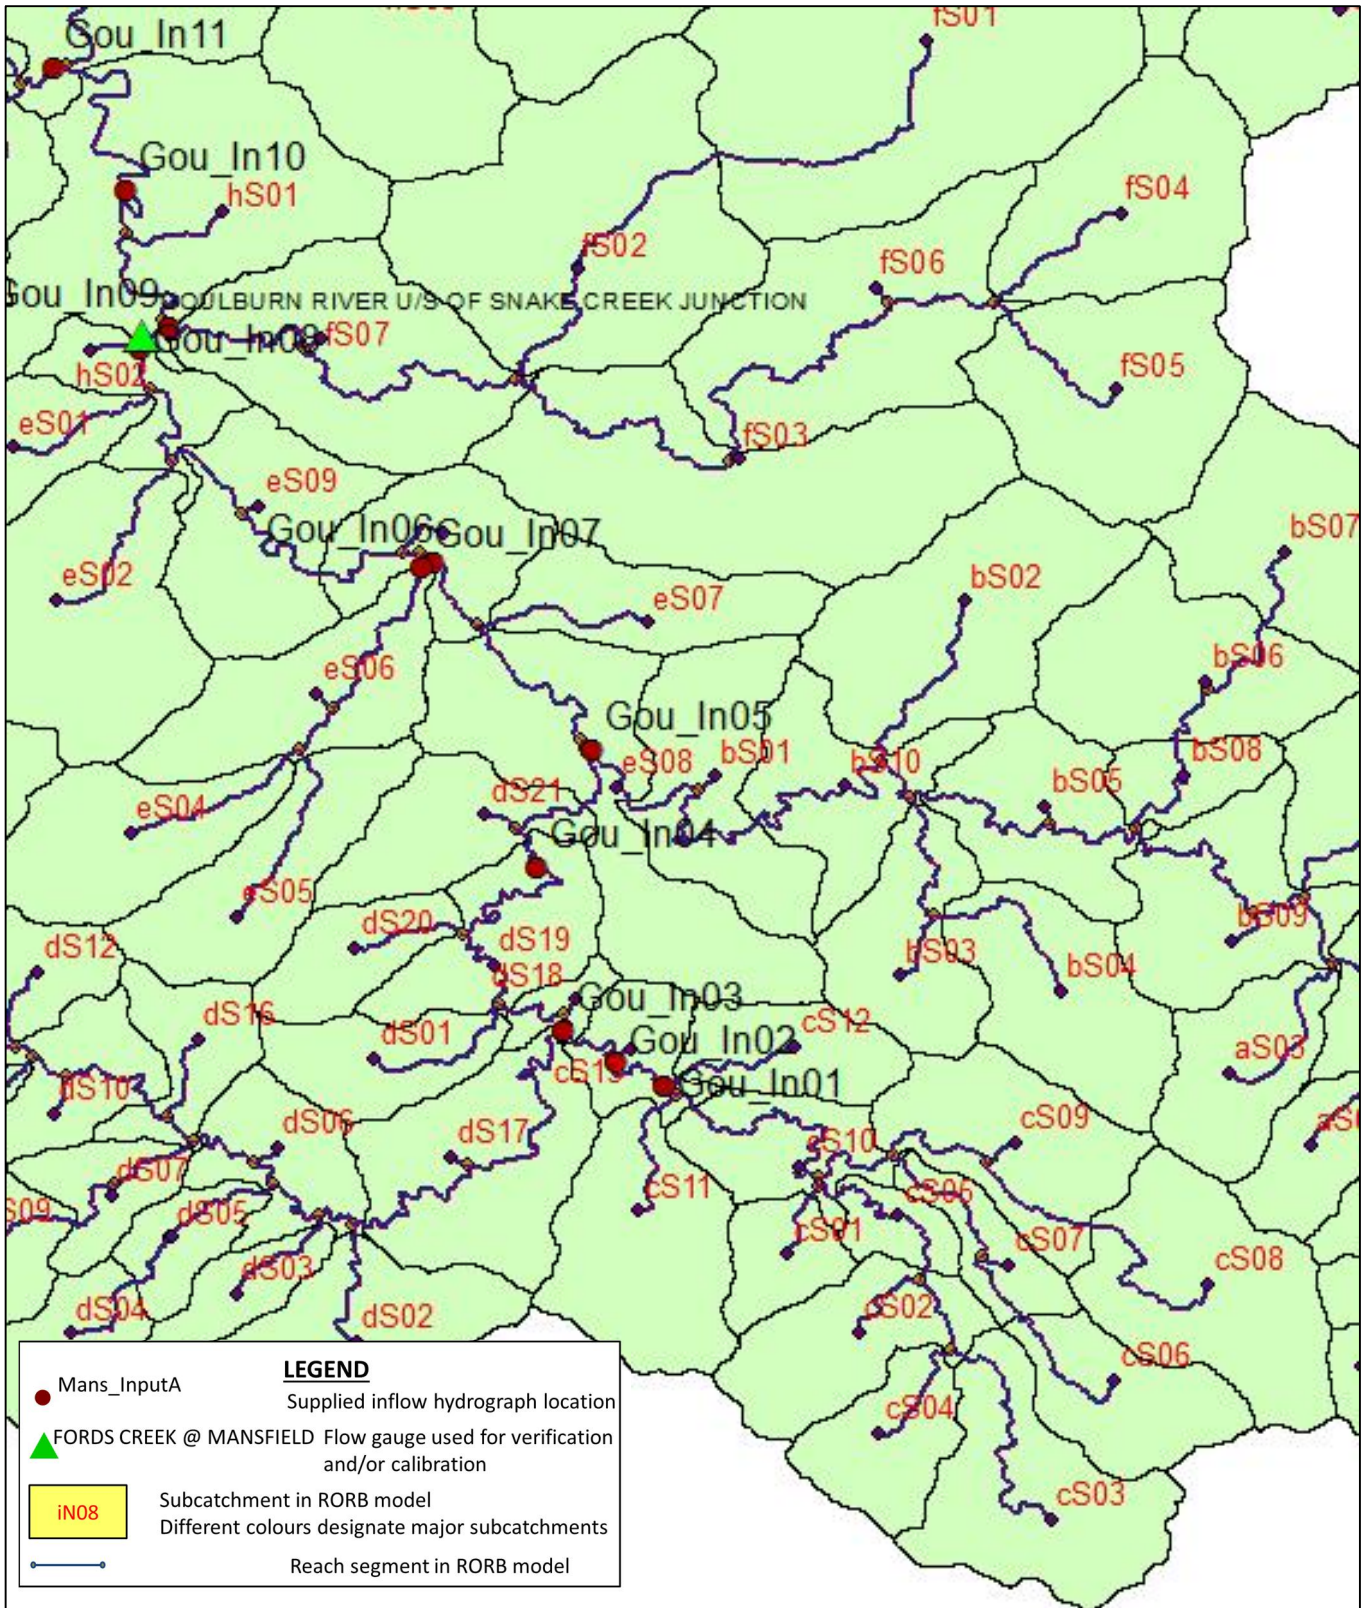 fS01
Gou_In11
Gou_In10
hS01
fS04
fS02
fS06
Gou_In09
GOULBURN RIVER U/S OF SNAKE CREEK JUNCTION
Gou_In08
fS07
hS02
fS05
eS01
fS03
eS09
Gou_In06
Gou_In07
bS07
eS02
bS02
eS07
bS06
eS06
Gou_In05
bS01
bS10
bS08
eS08
dS21
bS05
eS04
Gou_In04
eS05
dS20
bS09
dS19
dS12
bS03
bS04
dS18
Gou_In03
dS16
cS12
dS01
Gou_In02
aS03
cS13
dS10
Gou_In01
dS06
cS09
dS17
cS10
dS07
cS11
cS05
S09
dS05
cS01
cS07
dS03
cS08
dS04
dS02
cS02
cS06
cS04
cS03
LEGEND
Mans_InputA
Supplied inflow hydrograph location
FORDS CREEK @ MANSFIELD Flow gauge used for verification
and/or calibration
iN08
Subcatchment in RORB model
Different colours designate major subcatchments
Reach segment in RORB model